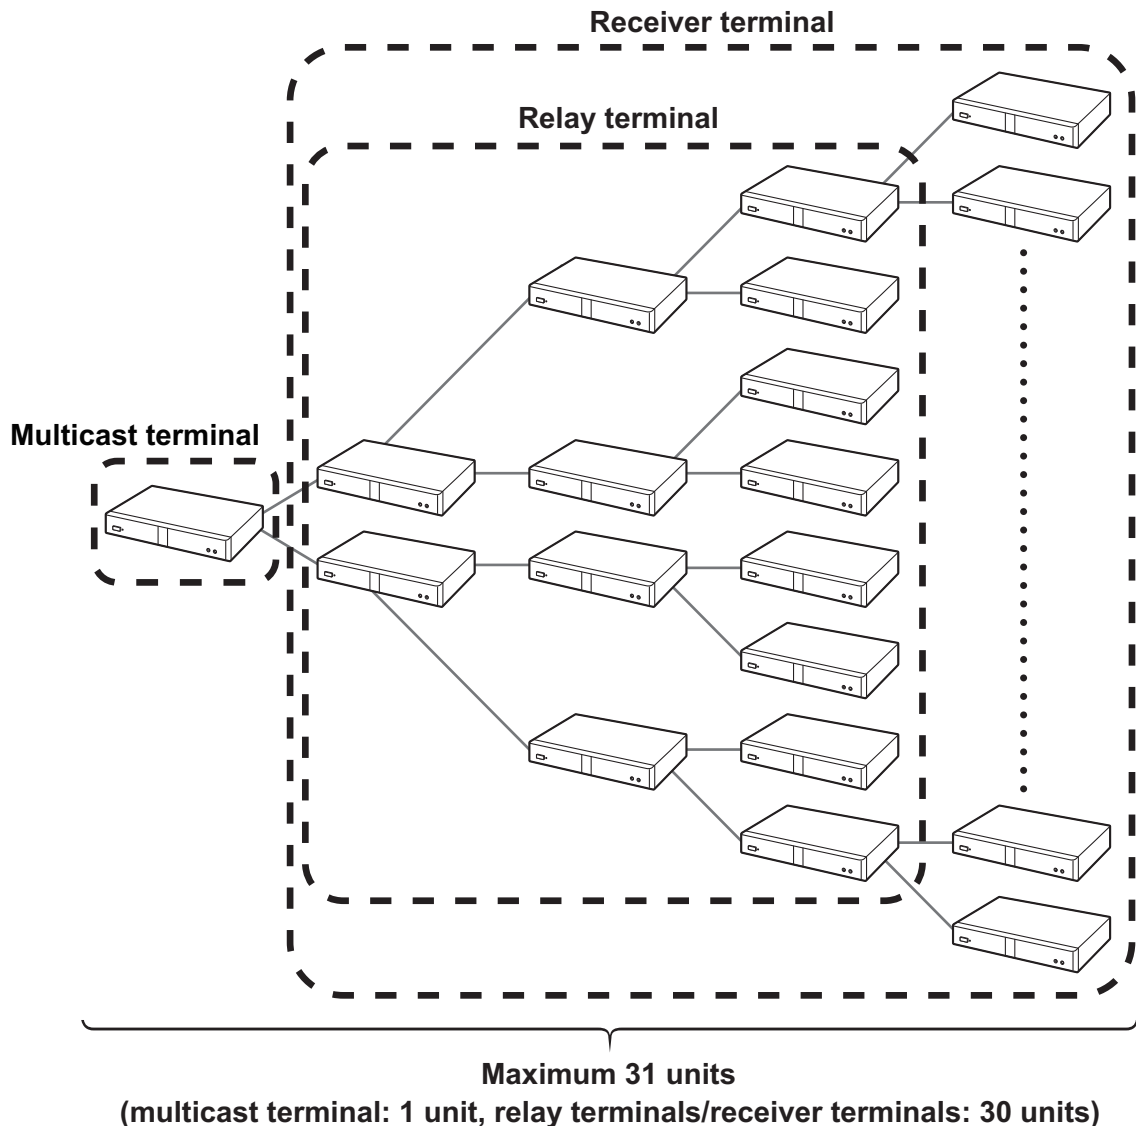 Receiver terminal
Relay terminal
Multicast terminal
Maximum 31 units
(multicast terminal: 1 unit, relay terminals/receiver terminals: 30 units)